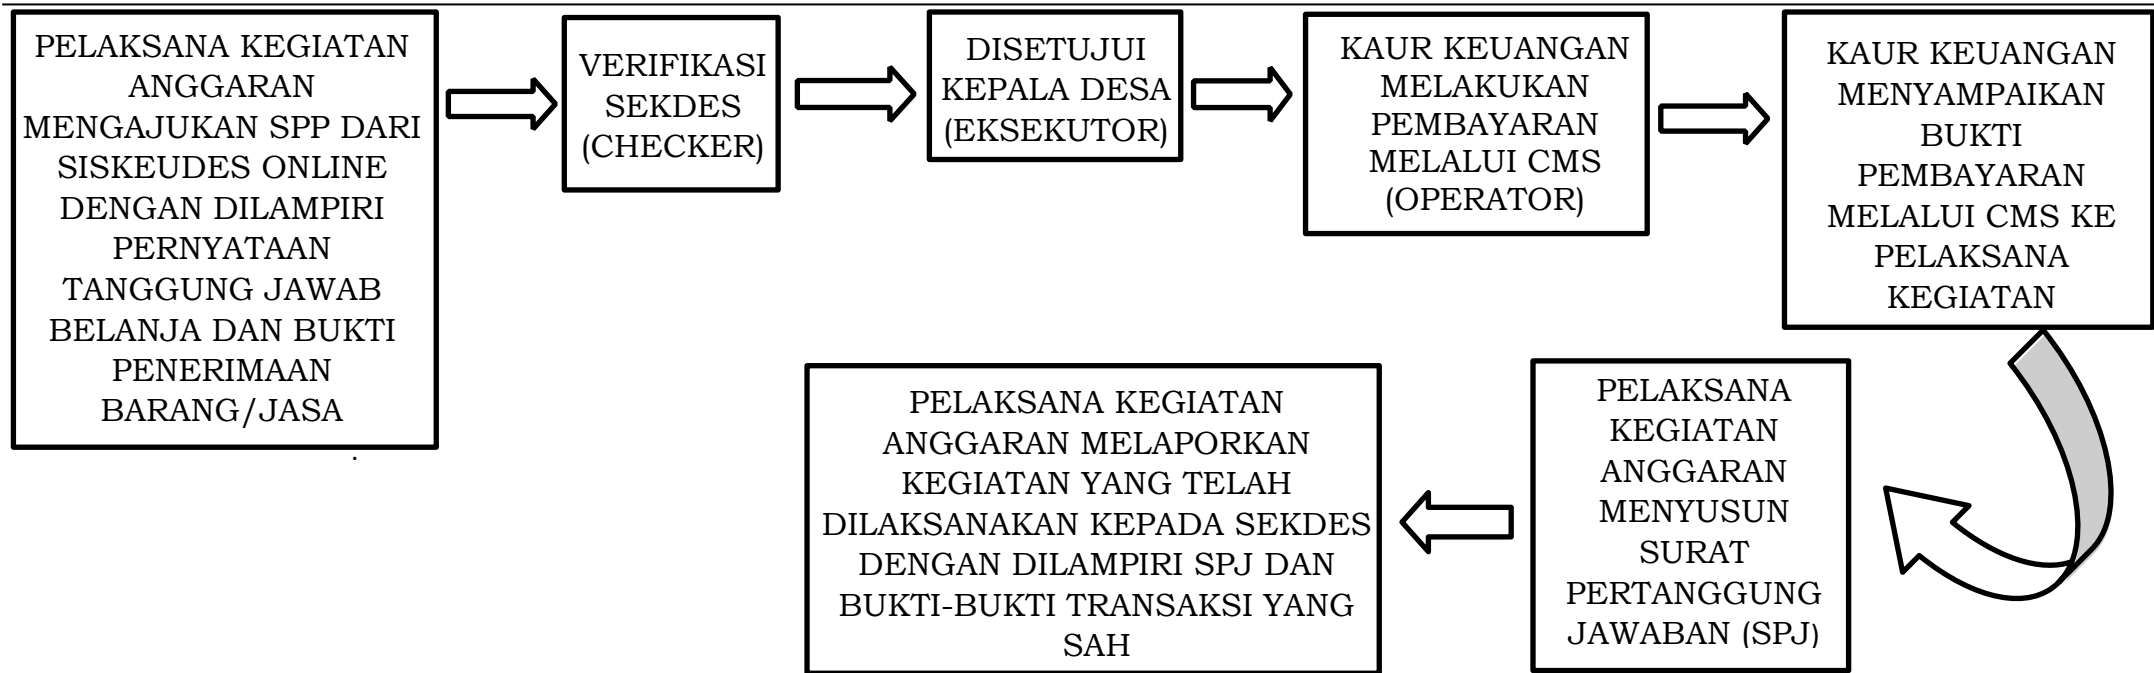 PELAKSANA KEGIATAN
ANGGARAN
MENGAJUKAN SPP DARI
SISKEUDES ONLINE
DENGAN DILAMPIRI
PERNYATAAN
TANGGUNG JAWAB
BELANJA DAN BUKTI
PENERIMAAN
BARANG/JASA
.
VERIFIKASI
SEKDES
(CHECKER)
DISETUJUI
KEPALA DESA
(EKSEKUTOR)
KAUR KEUANGAN
MELAKUKAN
PEMBAYARAN
MELALUI CMS
(OPERATOR)
KAUR KEUANGAN
MENYAMPAIKAN
BUKTI
PEMBAYARAN
MELALUI CMS KE
PELAKSANA
KEGIATAN
PELAKSANA
KEGIATAN
ANGGARAN
MENYUSUN
SURAT
PERTANGGUNG
JAWABAN (SPJ)
PELAKSANA KEGIATAN
ANGGARAN MELAPORKAN
KEGIATAN YANG TELAH
DILAKSANAKAN KEPADA SEKDES
DENGAN DILAMPIRI SPJ DAN
BUKTI-BUKTI TRANSAKSI YANG
SAH